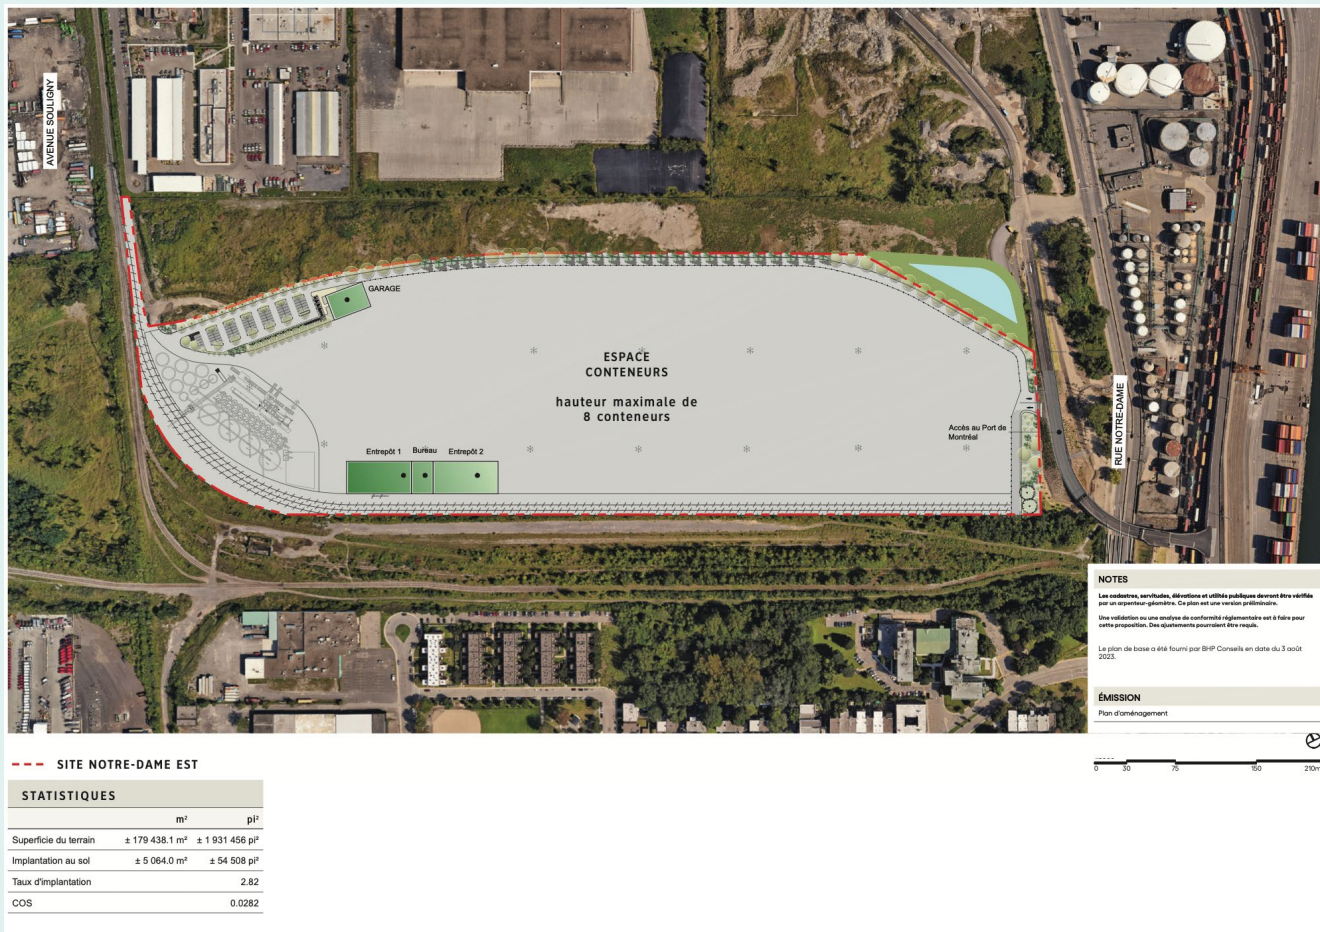 AVENUE SOULIGNY
GARAGE
ESPACE
CONTENEURS
hauteur maximale de
8 conteneurs
Accès au Port de
Montréal
RUE NOTRE-DAME
Entrepôt 1
Bureau
Entrepôt 2
NOTES
Les cadastres, servitudes, élévations et utilités publiques devront être vérifiés
par un arpenteur-géomètre. Ce plan est une version préliminaire.
Une validation ou une analyse de conformité réglementaire est à faire pour
cette proposition. Des ajustements pourraient être requis.
Le plan de base a été fourni par BHP Conseils en date du 3 août
2023.
ÉMISSION
Plan d'aménagement
0 30 75 150 210m
SITE NOTRE-DAME EST
STATISTIQUES
m² pi²
Superficie du terrain ± 179 438.1 m² ± 1 931 456 pi²
Implantation au sol ± 5 064.0 m² ± 54 508 pi²
Taux d'implantation 2.82
COS 0.0282